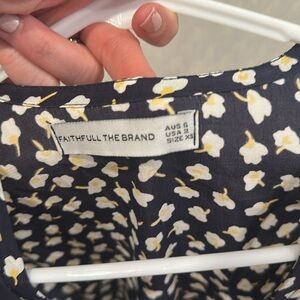 FAITHFULL THE BRAND
AUS 6
USA 2
SIZE XS